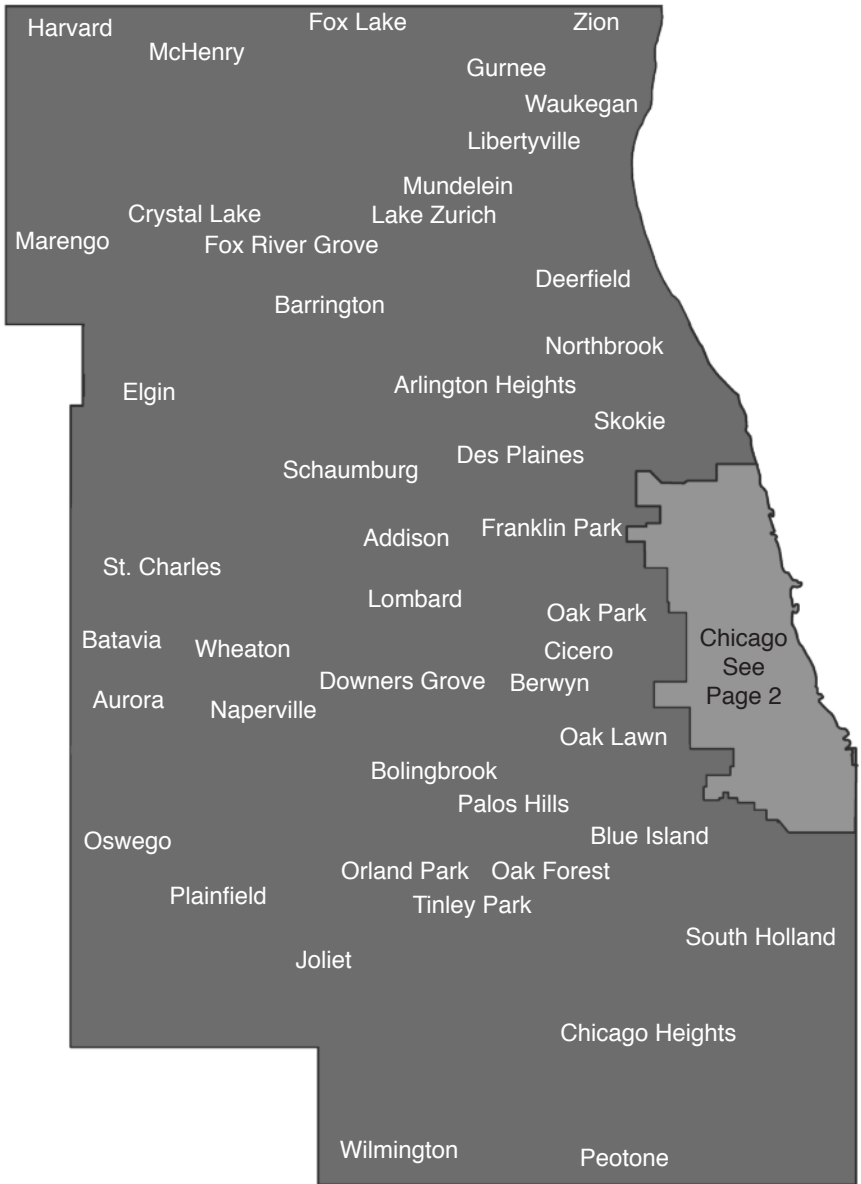 Harvard
Fox Lake
Zion
McHenry
Gurnee
Waukegan
Libertyville
Mundelein
Crystal Lake
Lake Zurich
Marengo
Fox River Grove
Deerfield
Barrington
Northbrook
Elgin
Arlington Heights
Skokie
Schaumburg
Des Plaines
Addison
Franklin Park
St. Charles
Lombard
Oak Park
Batavia
Wheaton
Cicero
Chicago
See
Page 2
Downers Grove
Berwyn
Aurora
Naperville
Oak Lawn
Bolingbrook
Palos Hills
Blue Island
Oswego
Orland Park
Oak Forest
Plainfield
Tinley Park
South Holland
Joliet
Chicago Heights
Wilmington
Peotone